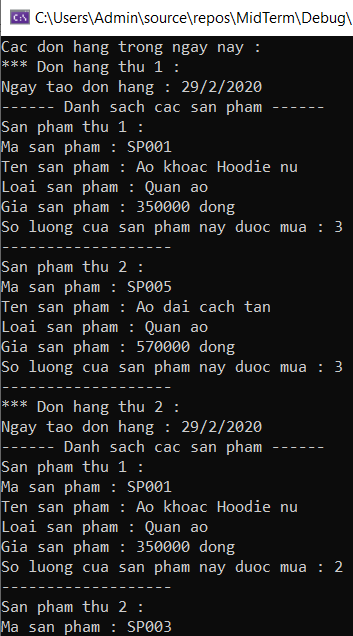 C:\Users\Admin\source\repos\MidTerm\Debug\
Cac don hang trong ngay nay :
*** Don hang thu 1 :
Ngay tao don hang : 29/2/2020
------ Danh sach cac san pham ------
San pham thu 1 :
Ma san pham : SP001
Ten san pham : Ao khoac Hoodie nu
Loai san pham : Quan ao
Gia san pham : 350000 dong
So luong cua san pham nay duoc mua : 3
------------------
San pham thu 2 :
Ma san pham : SP005
Ten san pham : Ao dai cach tan
Loai san pham : Quan ao
Gia san pham : 570000 dong
So luong cua san pham nay duoc mua : 3
------------------
*** Don hang thu 2 :
Ngay tao don hang : 29/2/2020
------ Danh sach cac san pham ------
San pham thu 1 :
Ma san pham : SP001
Ten san pham : Ao khoac Hoodie nu
Loai san pham : Quan ao
Gia san pham : 350000 dong
So luong cua san pham nay duoc mua : 2
------------------
San pham thu 2 :
Ma san pham : SP003